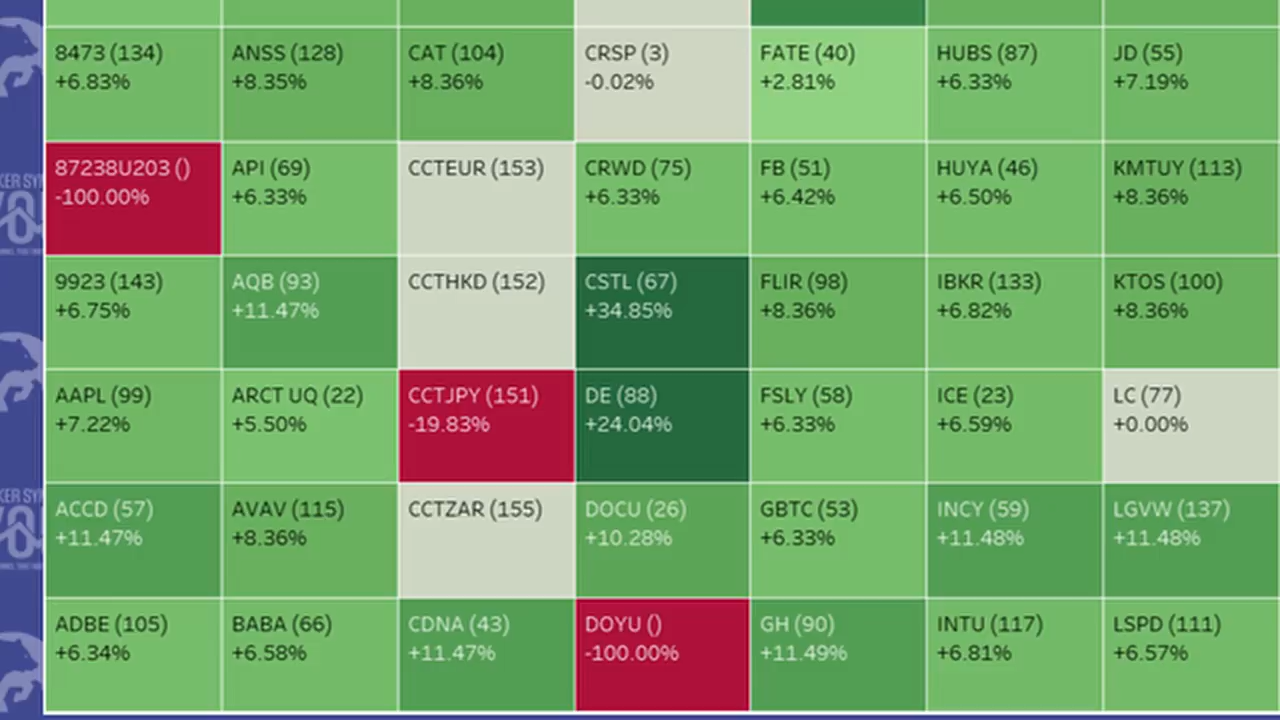 8473 (134)
+6.83%
ANSS (128)
+8.35%
CAT (104)
+8.36%
CRSP (3)
-0.02%
FATE (40)
+2.81%
HUBS (87)
+6.33%
JD (55)
+7.19%
87238U203 ()
-100.00%
API (69)
+6.33%
CCTEUR (153)
CRWD (75)
+6.33%
FB (51)
+6.42%
HUYA (46)
+6.50%
KMTUY (113)
+8.36%
9923 (143)
+6.75%
AQB (93)
+11.47%
CCTHKD (152)
CSTL (67)
+34.85%
FLIR (98)
+8.36%
IBKR (133)
+6.82%
KTOS (100)
+8.36%
AAPL (99)
+7.22%
ARCT UQ (22)
+5.50%
CCTJPY (151)
-19.83%
DE (88)
+24.04%
FSLY (58)
+6.33%
ICE (23)
+6.59%
LC (77)
+0.00%
ACCD (57)
+11.47%
AVAV (115)
+8.36%
CCTZAR (155)
DOCU (26)
+10.28%
GBTC (53)
+6.33%
INCY (59)
+11.48%
LGVW (137)
+11.48%
ADBE (105)
+6.34%
BABA (66)
+6.58%
CDNA (43)
+11.47%
DOYU ()
-100.00%
GH (90)
+11.49%
INTU (117)
+6.81%
LSPD (111)
+6.57%